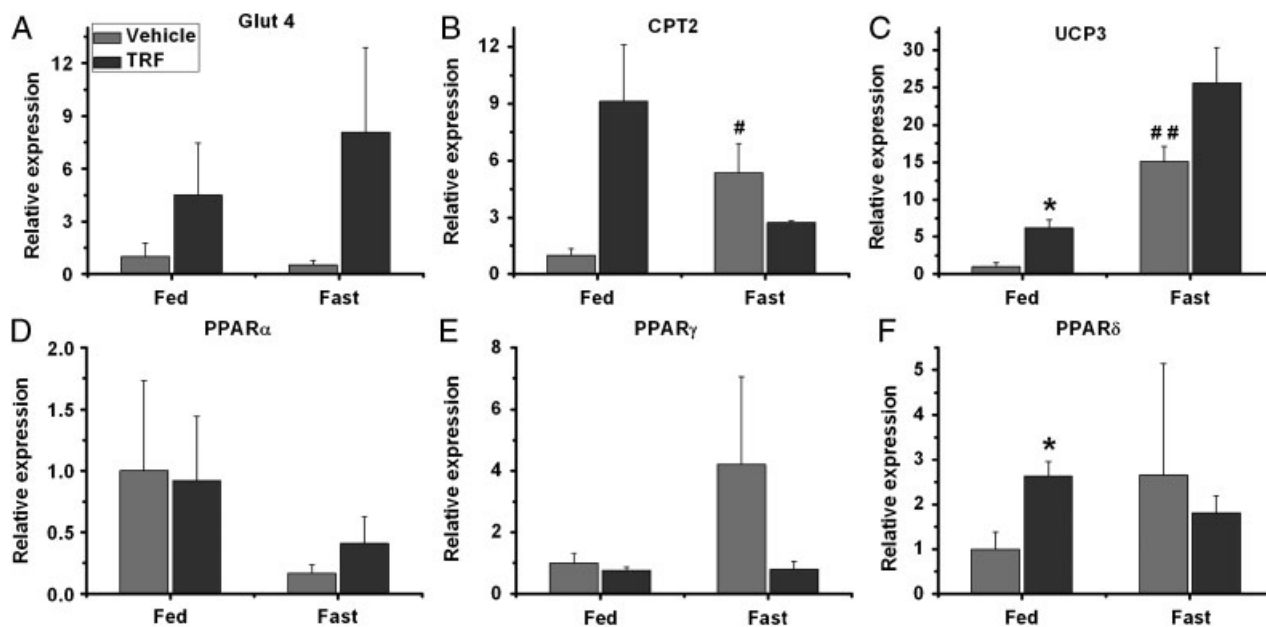 A
Glut 4
Vehicle
TRF
Relative expression
12
9
6
3
0
Fed
Fast
B
CPT2
Relative expression
12
9
6
3
0
#
Fed
Fast
C
UCP3
Relative expression
30
25
20
15
10
5
0
*
##
Fed
Fast
D
PPARα
Relative expression
2.0
1.5
1.0
0.5
0.0
Fed
Fast
E
PPARγ
Relative expression
8
6
4
2
0
Fed
Fast
F
PPARδ
Relative expression
5
4
3
2
1
0
*
Fed
Fast